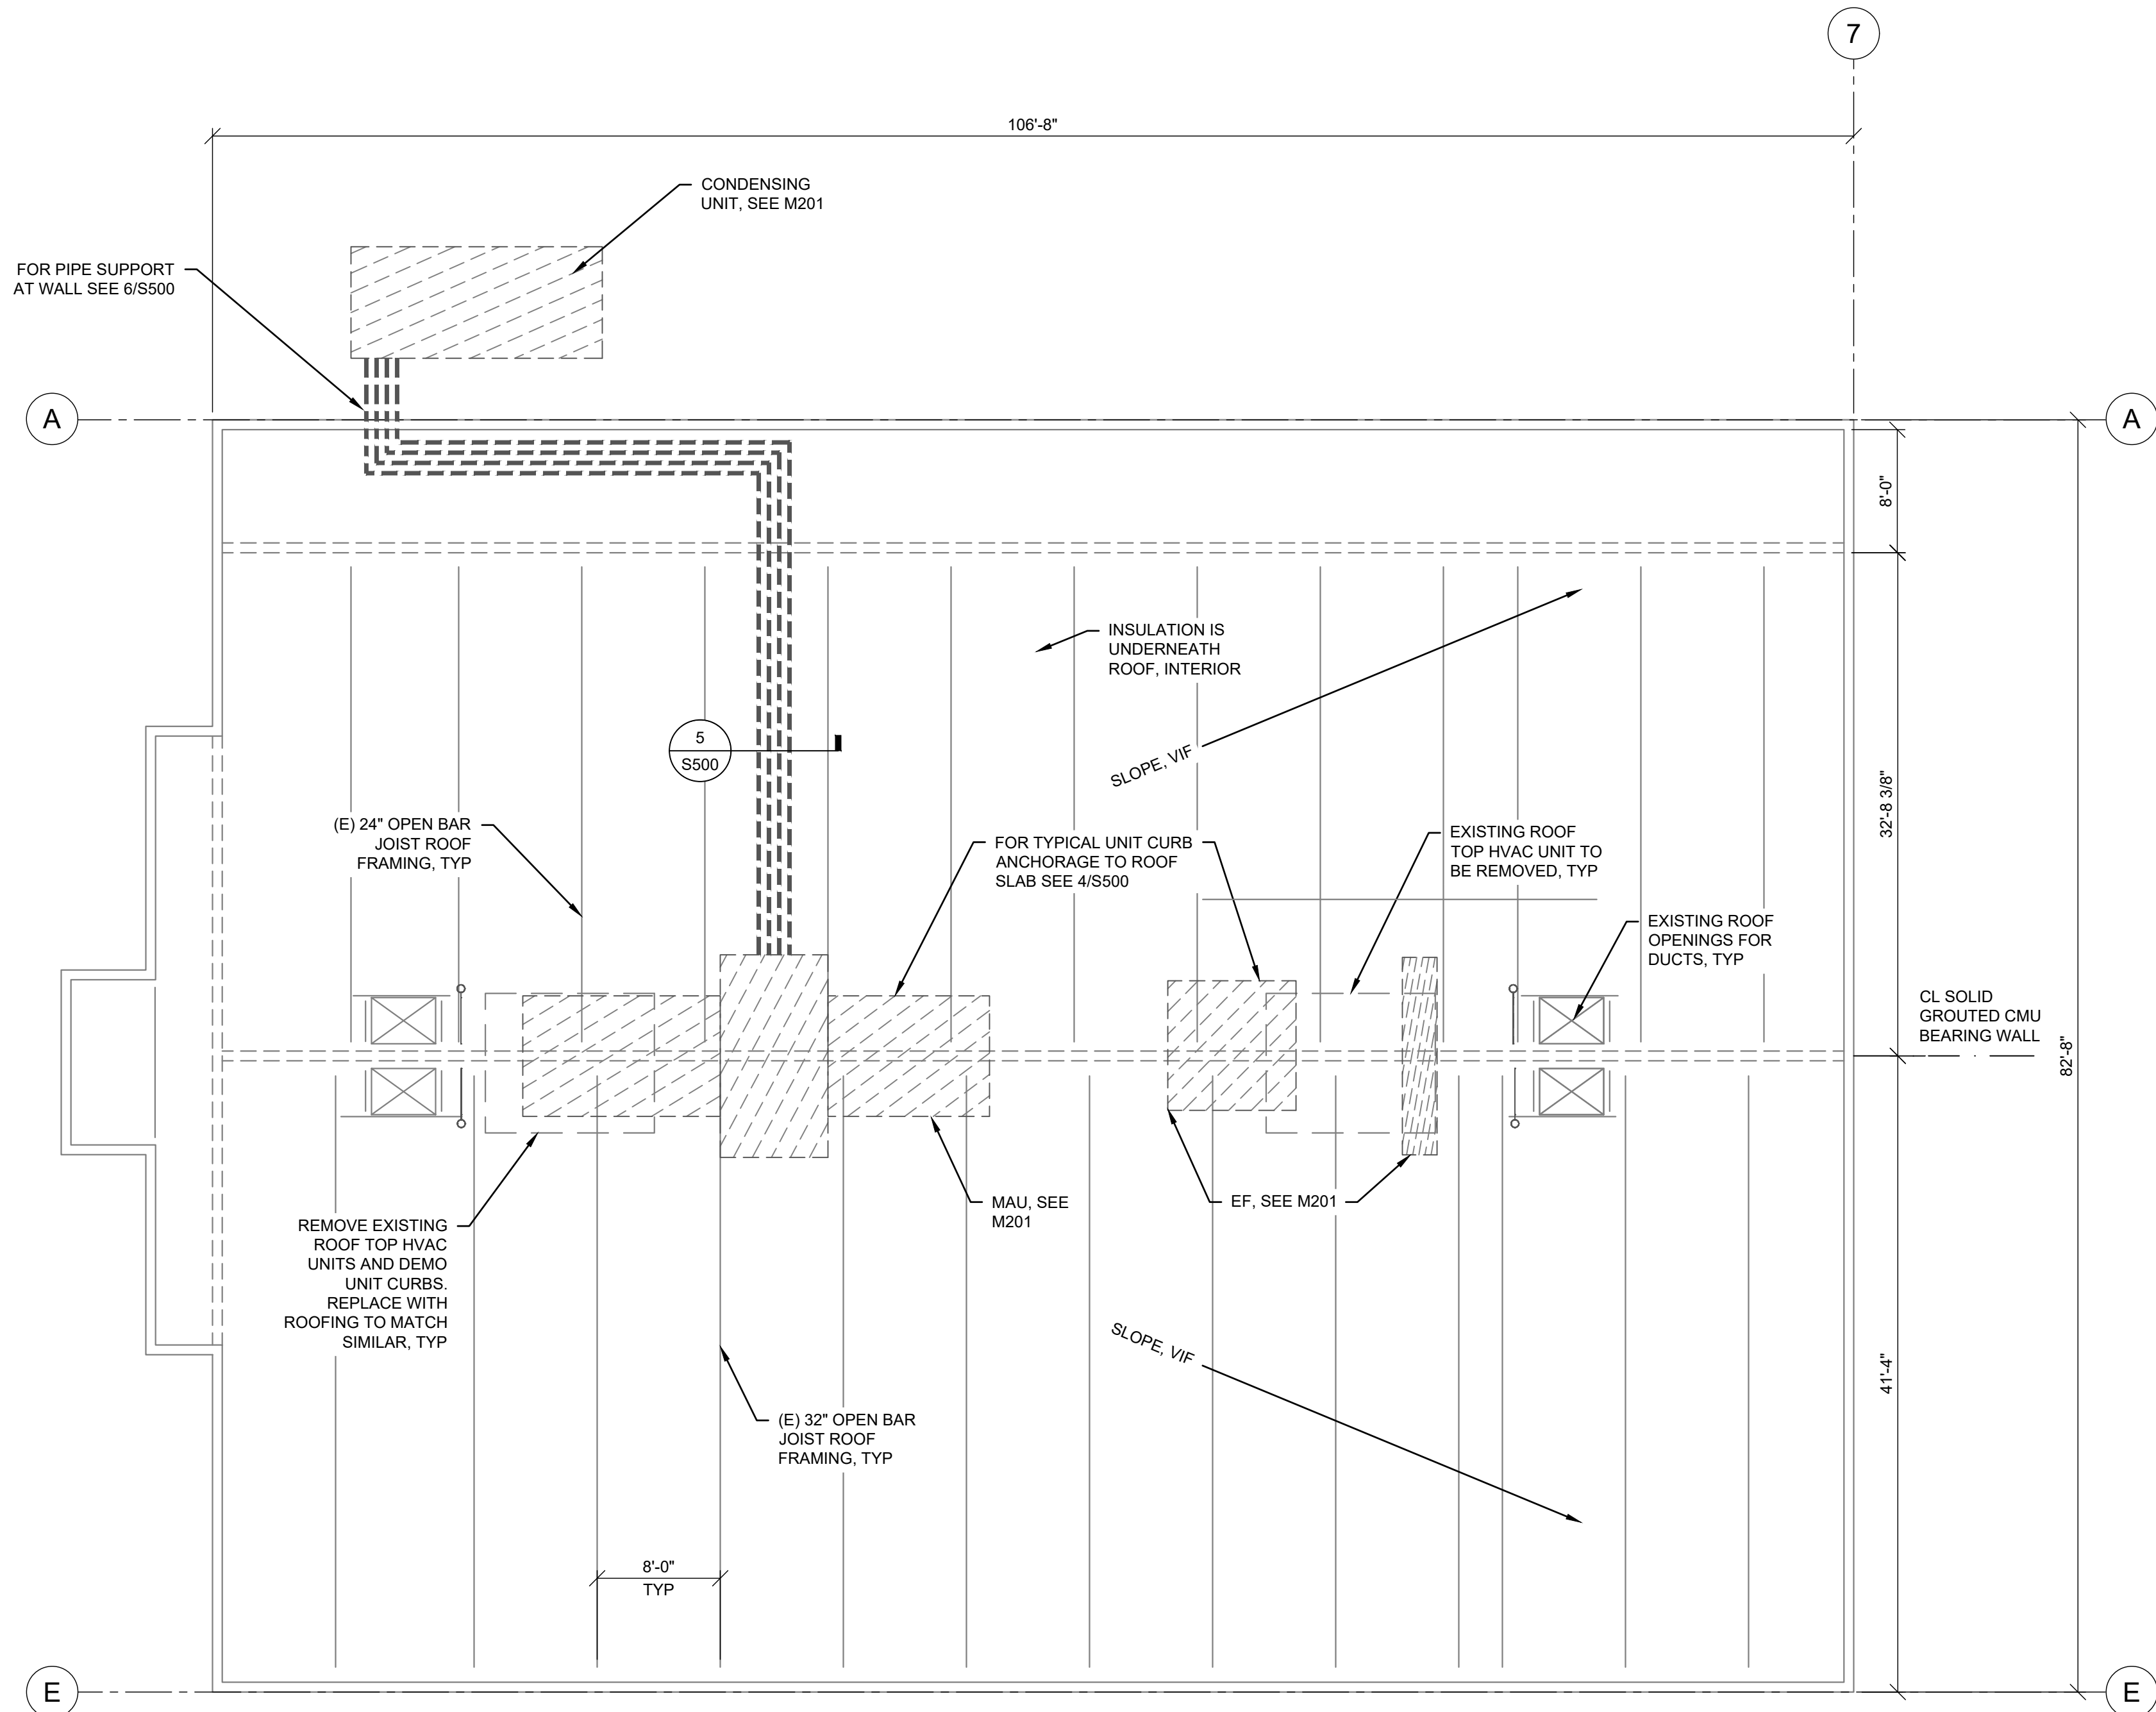 7
106'-8"
CONDENSING
UNIT, SEE M201
FOR PIPE SUPPORT
AT WALL SEE 6/S500
A
A
8'-0"
INSULATION IS
UNDERNEATH
ROOF, INTERIOR
5
S500
SLOPE, VIF
32'-8 3/8"
(E) 24" OPEN BAR
JOIST ROOF
FRAMING, TYP
FOR TYPICAL UNIT CURB
ANCHORAGE TO ROOF
SLAB SEE 4/S500
EXISTING ROOF
TOP HVAC UNIT TO
BE REMOVED, TYP
EXISTING ROOF
OPENINGS FOR
DUCTS, TYP
CL SOLID
GROUTED CMU
BEARING WALL
82'-8"
MAU, SEE
M201
EF, SEE M201
REMOVE EXISTING
ROOF TOP HVAC
UNITS AND DEMO
UNIT CURBS.
REPLACE WITH
ROOFING TO MATCH
SIMILAR, TYP
SLOPE, VIF
41'-4"
(E) 32" OPEN BAR
JOIST ROOF
FRAMING, TYP
8'-0"
TYP
E
E